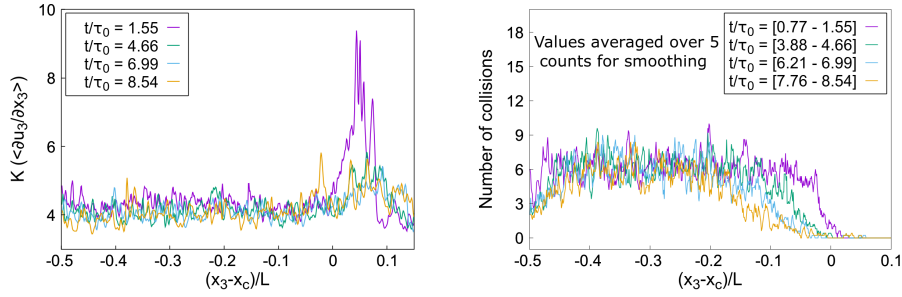 10
8
6
4
K (<∂u₃/∂x₃>)
t/τ₀ = 1.55
t/τ₀ = 4.66
t/τ₀ = 6.99
t/τ₀ = 8.54
-0.5 -0.4 -0.3 -0.2 -0.1 0 0.1
(x₃-x꜀)/L
18
15
12
9
6
3
0
Number of collisions
Values averaged over 5
counts for smoothing
t/τ₀ = [0.77 - 1.55]
t/τ₀ = [3.88 - 4.66]
t/τ₀ = [6.21 - 6.99]
t/τ₀ = [7.76 - 8.54]
-0.5 -0.4 -0.3 -0.2 -0.1 0 0.1
(x₃-x꜀)/L